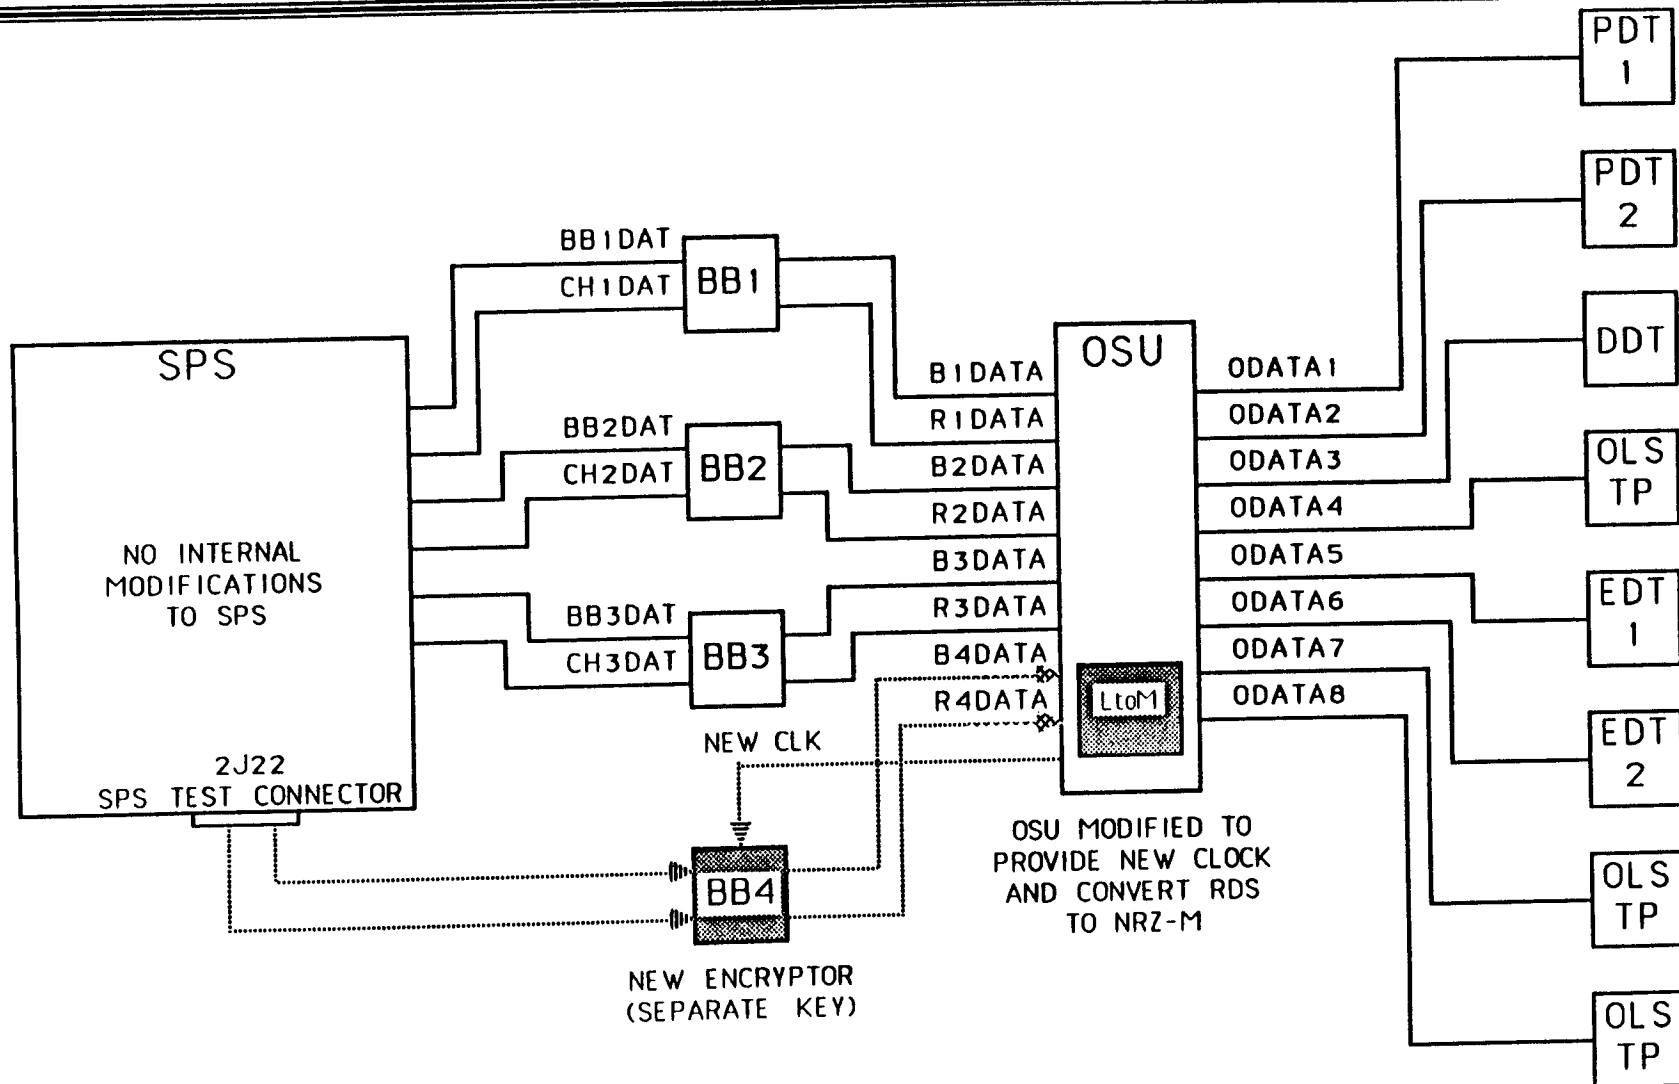 PDT
1
PDT
2
DDT
OLS
TP
EDT
1
EDT
2
OLS
TP
OLS
TP
BB1DAT
CH1DAT
BB1
BB2DAT
CH2DAT
BB2
BB3DAT
CH3DAT
BB3
SPS
NO INTERNAL
MODIFICATIONS
TO SPS
2J22
SPS TEST CONNECTOR
B1DATA
R1DATA
B2DATA
R2DATA
B3DATA
R3DATA
B4DATA
R4DATA
OSU
LtoM
ODATA1
ODATA2
ODATA3
ODATA4
ODATA5
ODATA6
ODATA7
ODATA8
NEW CLK
BB4
NEW ENCRYPTOR
(SEPARATE KEY)
OSU MODIFIED TO
PROVIDE NEW CLOCK
AND CONVERT RDS
TO NRZ-M